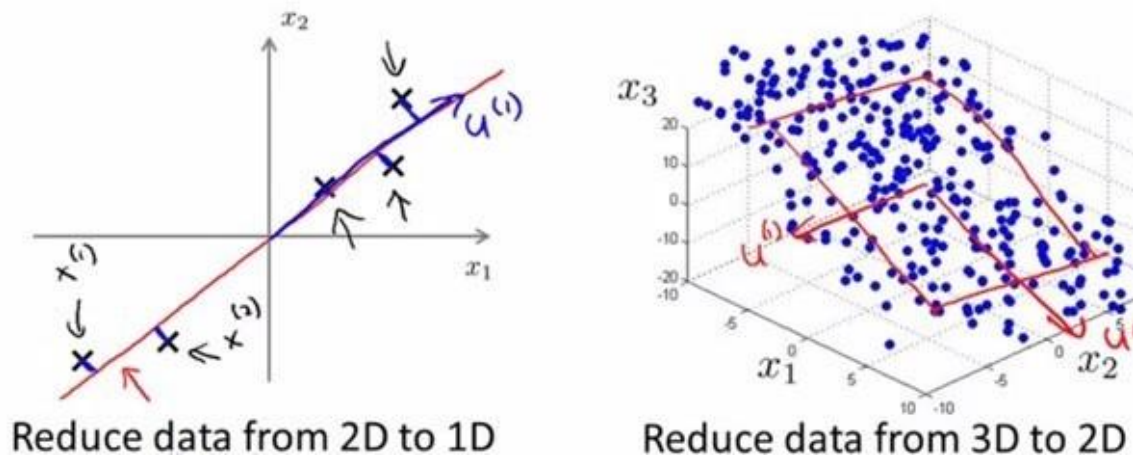 x₂
u⁽¹⁾
x₁
x⁽¹⁾
x⁽²⁾
Reduce data from 2D to 1D
x₃
20
10
0
-10
-20
-10
-5
0
5
10
-10
-5
0
5
x₁
x₂
u⁽¹⁾
u
Reduce data from 3D to 2D